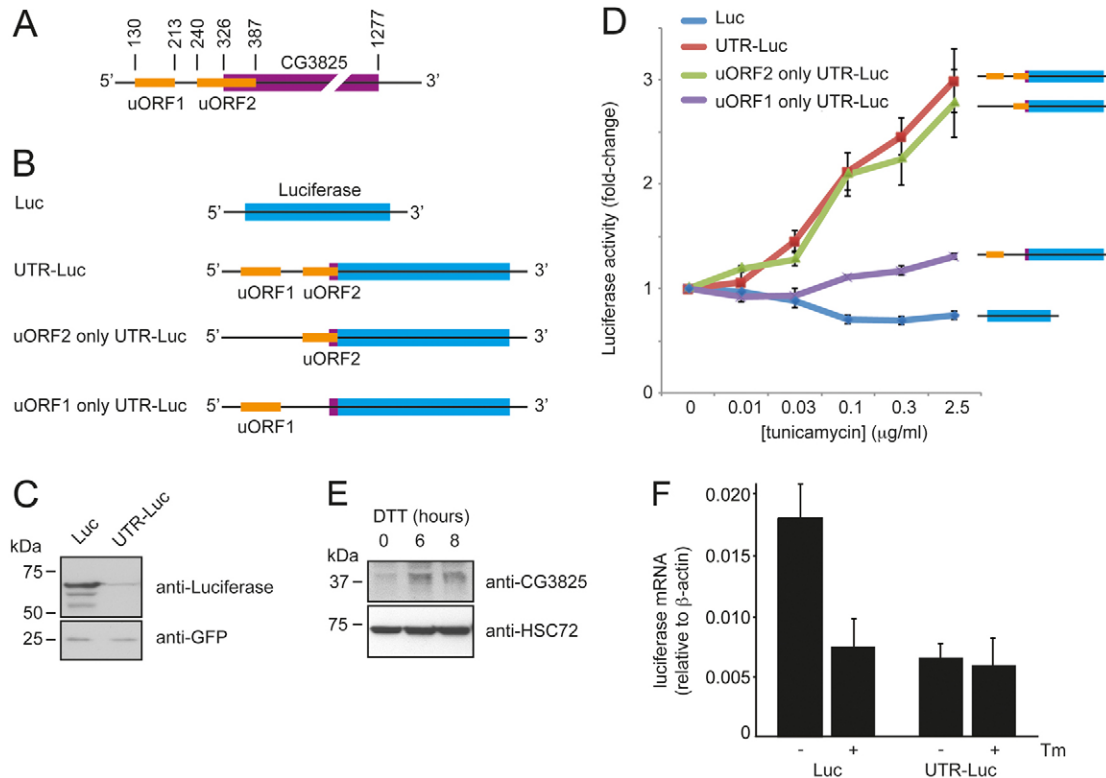 A
130
213
240
326
387
1277
CG3825
5’
3’
uORF1
uORF2
B
Luciferase
Luc
5’
3’
UTR-Luc
5’
3’
uORF1
uORF2
uORF2 only UTR-Luc
5’
3’
uORF2
uORF1 only UTR-Luc
5’
3’
uORF1
C
Luc
UTR-Luc
kDa
75
50
25
anti-Luciferase
anti-GFP
E
DTT (hours)
0 6 8
kDa
37
75
anti-CG3825
anti-HSC72
D
Luc
UTR-Luc
uORF2 only UTR-Luc
uORF1 only UTR-Luc
Luciferase activity (fold-change)
3
2
1
0
0 0.01 0.03 0.1 0.3 2.5
[tunicamycin] (μg/ml)
F
luciferase mRNA
(relative to β-actin)
0.020
0.015
0.010
0.005
0
- + - + Tm
Luc UTR-Luc